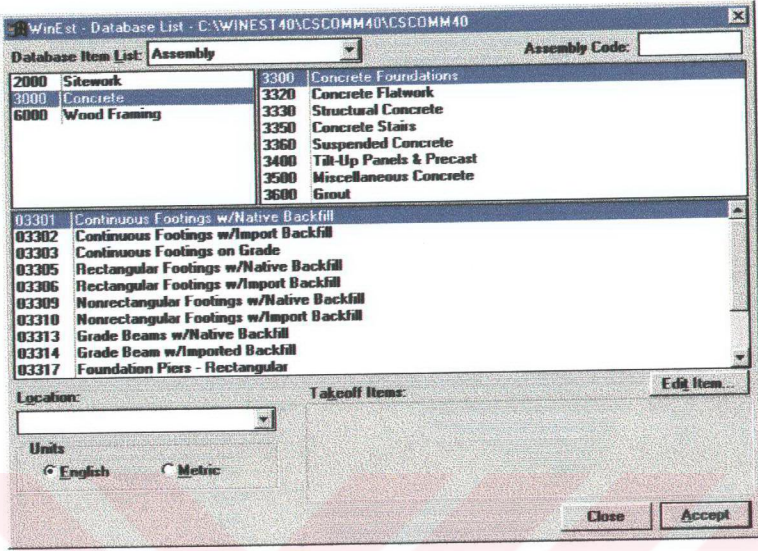 WinEst - Database List - C:\WINEST40\CSCOMM40\CSCOMM40
Database Item List: Assembly
Assembly Code:
2000 Sitework
3000 Concrete
6000 Wood Framing
3300 Concrete Foundations
3320 Concrete Flatwork
3330 Structural Concrete
3350 Concrete Stairs
3360 Suspended Concrete
3400 Tilt-Up Panels & Precast
3500 Miscellaneous Concrete
3600 Grout
03301 Continuous Footings w/Native Backfill
03302 Continuous Footings w/Import Backfill
03303 Continuous Footings on Grade
03305 Rectangular Footings w/Native Backfill
03306 Rectangular Footings w/Import Backfill
03309 Nonrectangular Footings w/Native Backfill
03310 Nonrectangular Footings w/Import Backfill
03313 Grade Beams w/Native Backfill
03314 Grade Beam w/Imported Backfill
03317 Foundation Piers - Rectangular
Edit Item...
Location:
Takeoff Items:
Units
English
Metric
Close
Accept